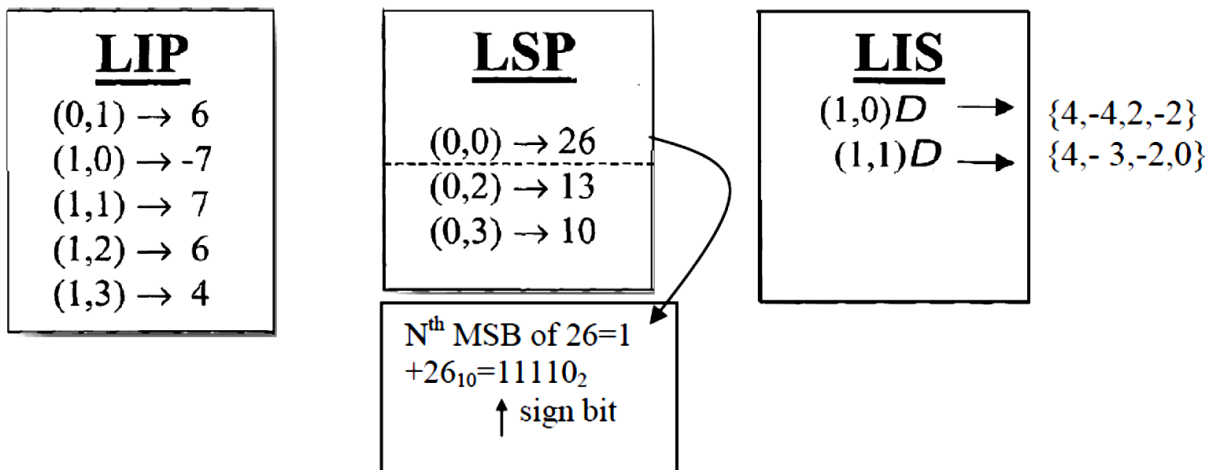 LIP
(0,1) → 6
(1,0) → -7
(1,1) → 7
(1,2) → 6
(1,3) → 4
LSP
(0,0) → 26
(0,2) → 13
(0,3) → 10
Nth MSB of 26=1
+26₁₀=11110₂
↑ sign bit
LIS
(1,0)D → {4,-4,2,-2}
(1,1)D → {4,- 3,-2,0}